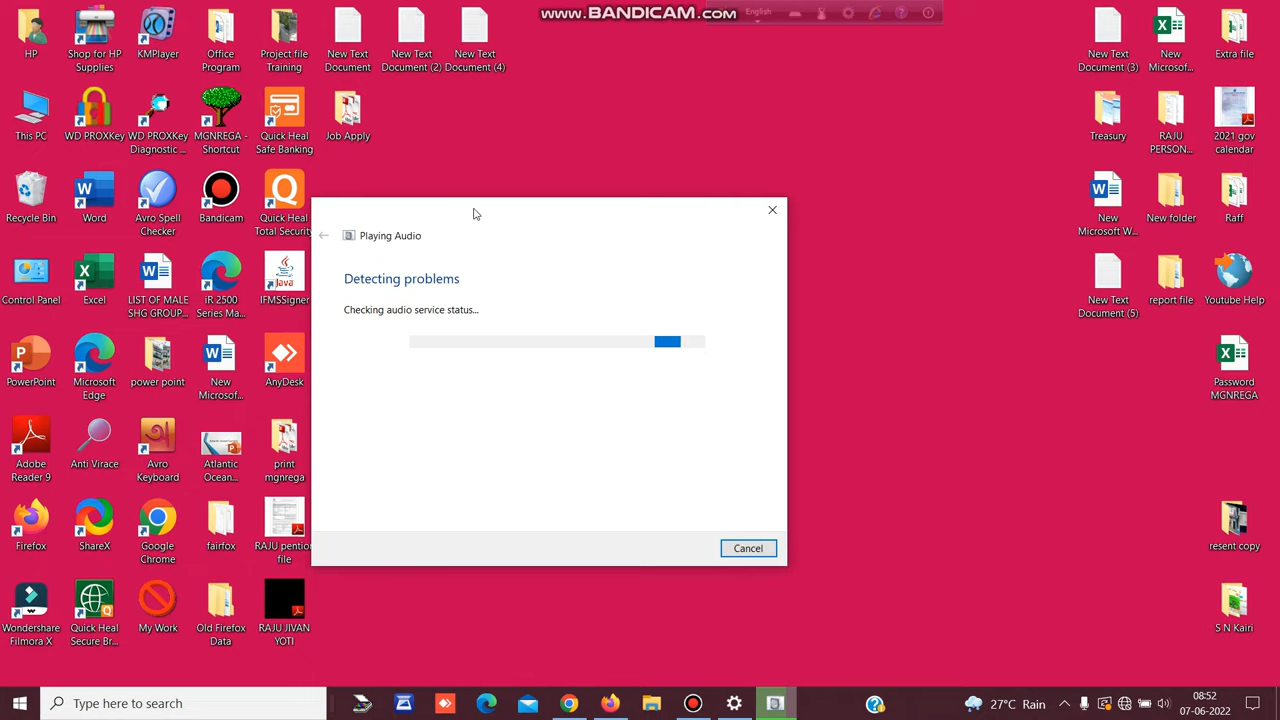 www.BANDICAM.com
English
HP
Shop for HP
Supplies
KMPlayer
Office
Program
Project file
Training
New Text
Document
New Text
Document (2)
New Text
Document (4)
New Text
Document (3)
New
Microsof...
Extra file
This PC
WD PROXKey
WD PROXKey
Diagnostic ...
MGNREGA -
Shortcut
Quick Heal
Safe Banking
Job Apply
Treasury
RAJU
PERSON...
2021 gov
calendar
Recycle Bin
Word
Avro Spell
Checker
Bandicam
Quick Heal
Total Security
New
Microsoft W...
New folder
Raff
Playing Audio
Detecting problems
Checking audio service status...
Cancel
Control Panel
Excel
LIST OF MALE
SHG GROUP...
iR 2500
Series Ma...
Java
IFMSSigner
New Text
Document (5)
report file
Youtube Help
PowerPoint
Microsoft
Edge
power point
New
Microsof...
AnyDesk
Password
MGNREGA
Adobe
Reader 9
Anti Virace
Avro
Keyboard
Atlantic
Ocean...
print
mgnrega
Firefox
ShareX
Google
Chrome
fairfox
RAJU pention
file
resent copy
Wondershare
Filmora X
Quick Heal
Secure Br...
My Work
Old Firefox
Data
RAJU JIVAN
YOTI
S N Kairi
Type here to search
27°C Rain
08:52
07-06-2022